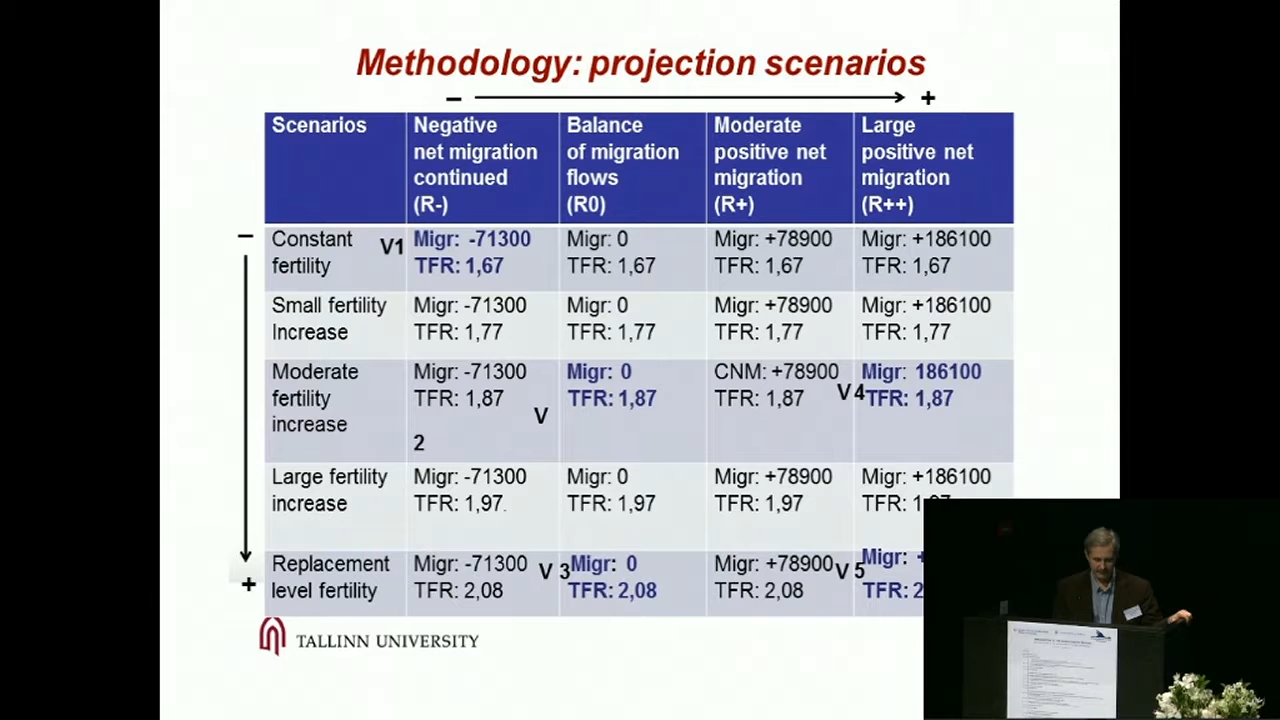 Methodology: projection scenarios
– +
Scenarios
Negative
net migration
continued
(R-)
Balance
of migration
flows
(R0)
Moderate
positive net
migration
(R+)
Large
positive net
migration
(R++)
–
Constant
fertility
V1
Migr: -71300
TFR: 1,67
Migr: 0
TFR: 1,67
Migr: +78900
TFR: 1,67
Migr: +186100
TFR: 1,67
Small fertility
Increase
Migr: -71300
TFR: 1,77
Migr: 0
TFR: 1,77
Migr: +78900
TFR: 1,77
Migr: +186100
TFR: 1,77
Moderate
fertility
increase
Migr: -71300
TFR: 1,87
V
2
Migr: 0
TFR: 1,87
CNM: +78900
TFR: 1,87
V 4
Migr: 186100
TFR: 1,87
Large fertility
increase
Migr: -71300
TFR: 1,97.
Migr: 0
TFR: 1,97
Migr: +78900
TFR: 1,97
Migr: +186100
TFR:
+
Replacement
level fertility
Migr: -71300
TFR: 2,08
V 3
Migr: 0
TFR: 2,08
Migr: +78900
TFR: 2,08
V 5
Migr:
TFR: 2
TALLINN UNIVERSITY